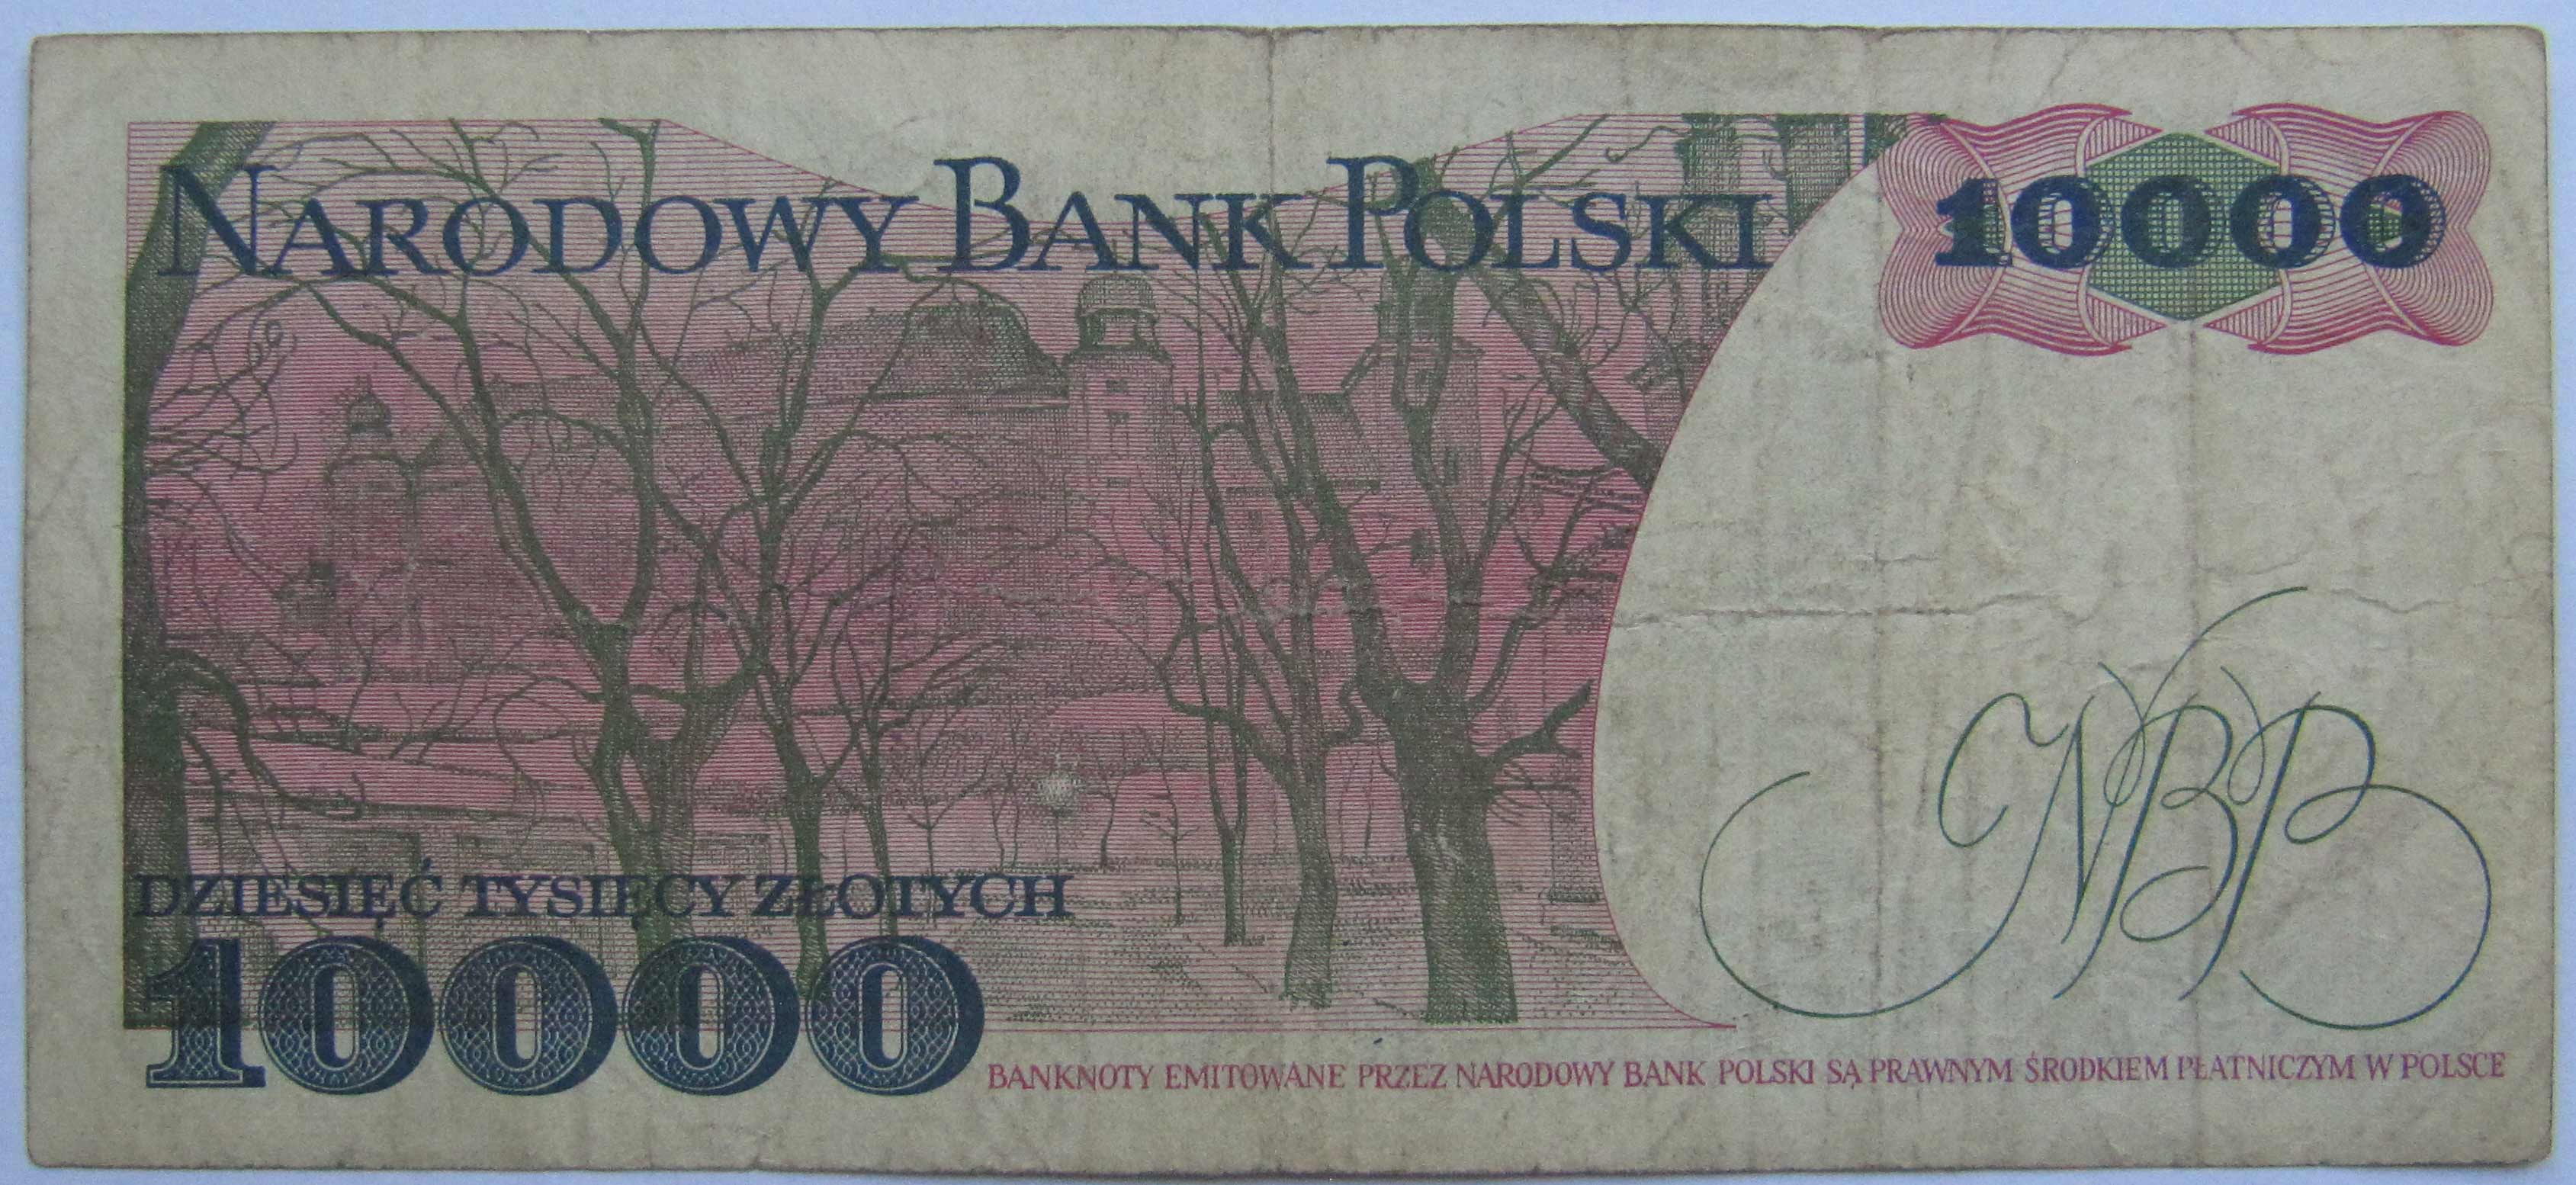 NARODOWY BANK POLSKI
10000
DZIESIĘĆ TYSIĘCY ZŁOTYCH
10000
NBP
BANKNOTY EMITOWANE PRZEZ NARODOWY BANK POLSKI SĄ PRAWNYM ŚRODKIEM PŁATNICZYM W POLSCE